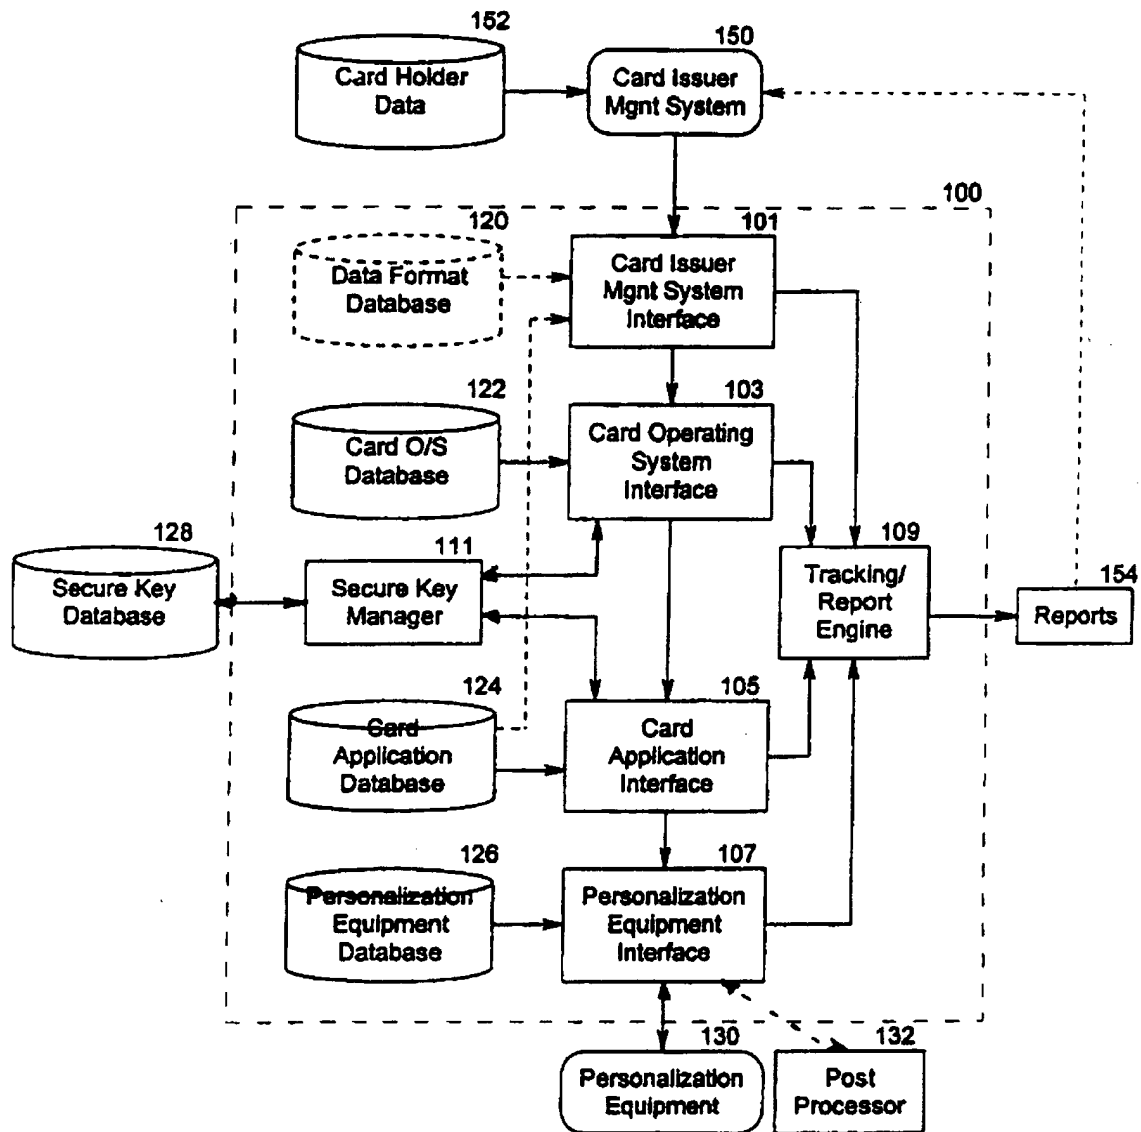 152
150
Card Holder
Data
Card Issuer
Mgnt System
100
120
101
Data Format
Database
Card Issuer
Mgnt System
Interface
122
103
Card O/S
Database
Card Operating
System
Interface
128
111
109
Secure Key
Database
Secure Key
Manager
Tracking/
Report
Engine
154
Reports
124
105
Card
Application
Database
Card
Application
Interface
126
107
Personalization
Equipment
Database
Personalization
Equipment
Interface
130
132
Personalization
Equipment
Post
Processor